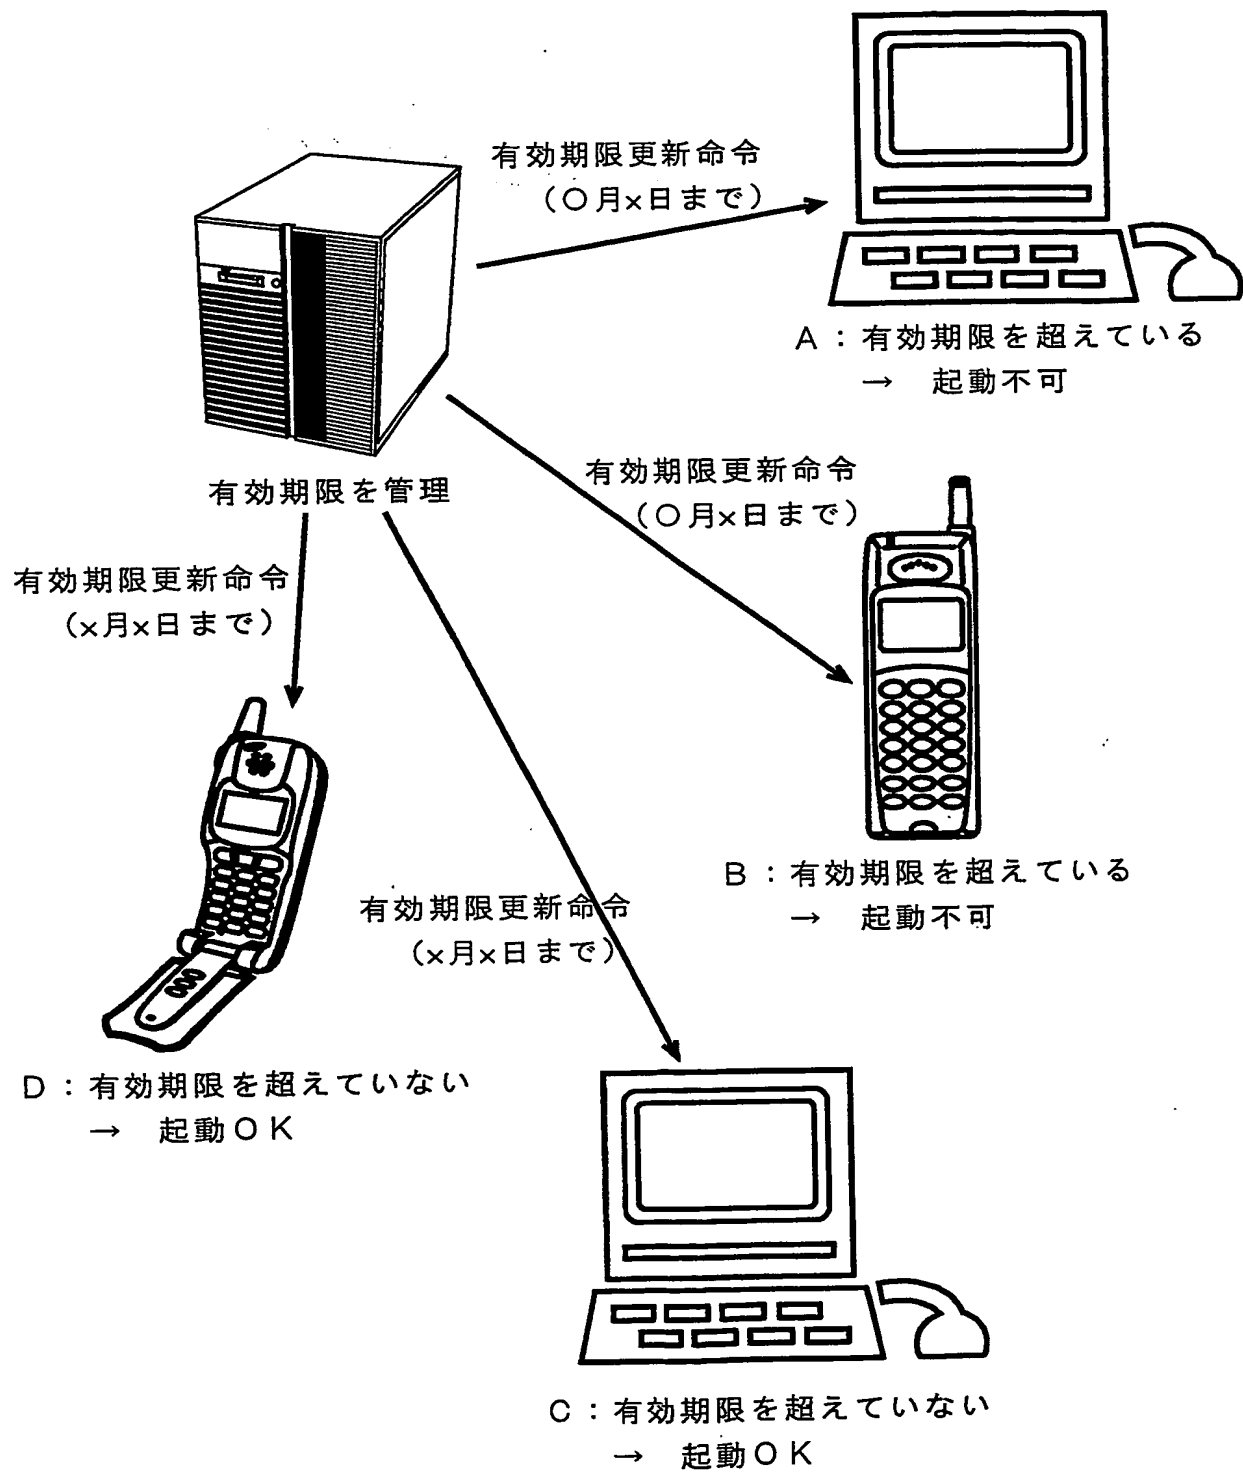 有効期限更新命令
（○月×日まで）
A：有効期限を超えている
→　起動不可
有効期限更新命令
（○月×日まで）
有効期限を管理
有効期限更新命令
（×月×日まで）
B：有効期限を超えている
→　起動不可
有効期限更新命令
（×月×日まで）
D：有効期限を超えていない
→　起動OK
C：有効期限を超えていない
→　起動OK